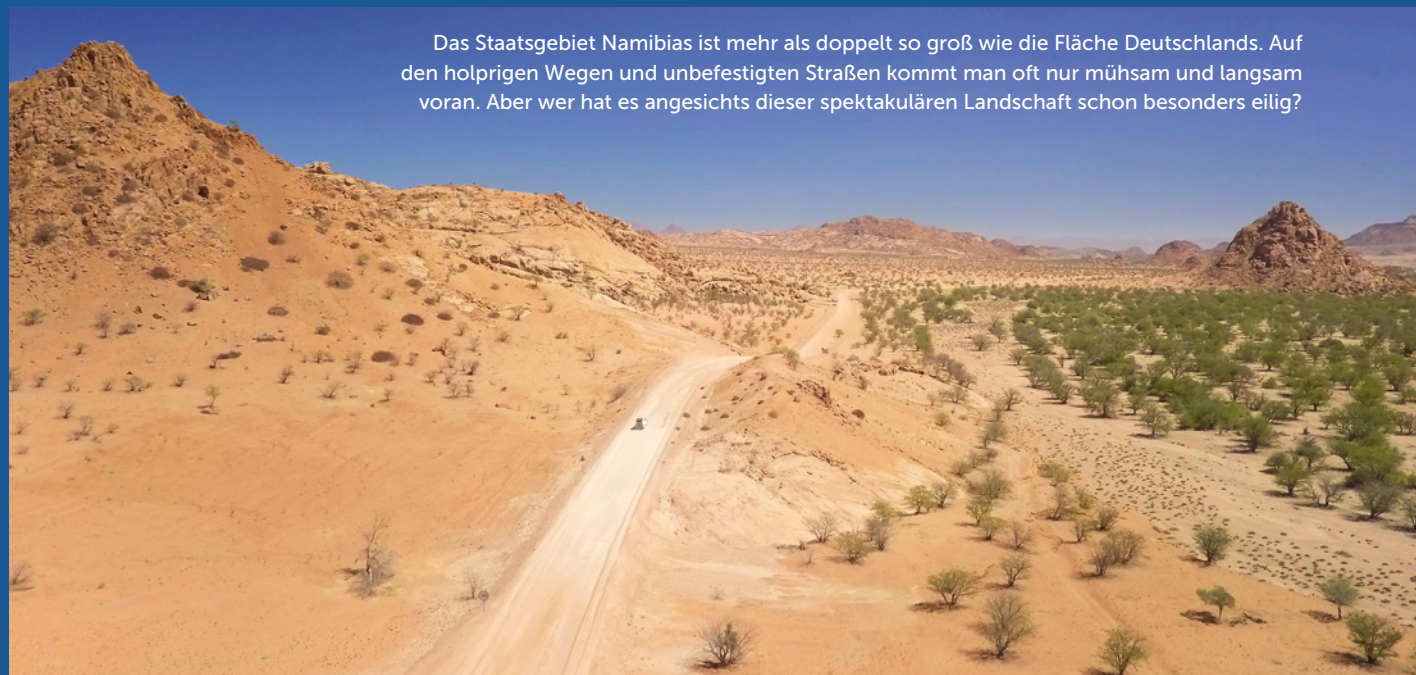 Das Staatsgebiet Namibias ist mehr als doppelt so groß wie die Fläche Deutschlands. Auf
den holprigen Wegen und unbefestigten Straßen kommt man oft nur mühsam und langsam
voran. Aber wer hat es angesichts dieser spektakulären Landschaft schon besonders eilig?